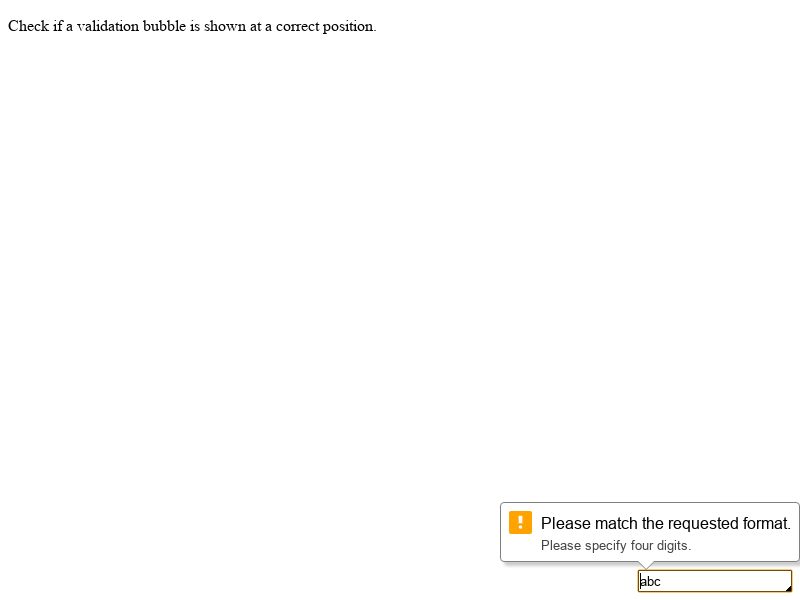 Check if a validation bubble is shown at a correct position.
Please match the requested format.
Please specify four digits.
abc